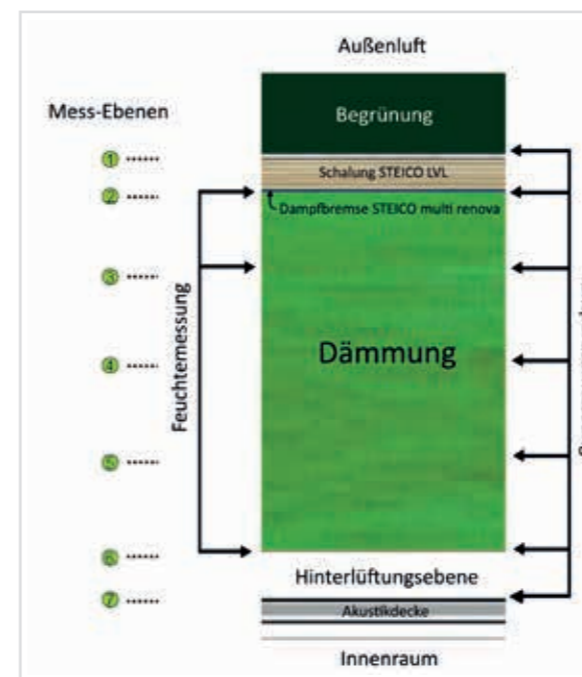 Außenluft
Mess-Ebenen
Begrünung
1
Schalung STEICO LVL
2
Dampfbremse STEICO multi renova
3
Feuchtemessung
4
Dämmung
5
6
Hinterlüftungsebene
7
Akustikdecke
Innenraum